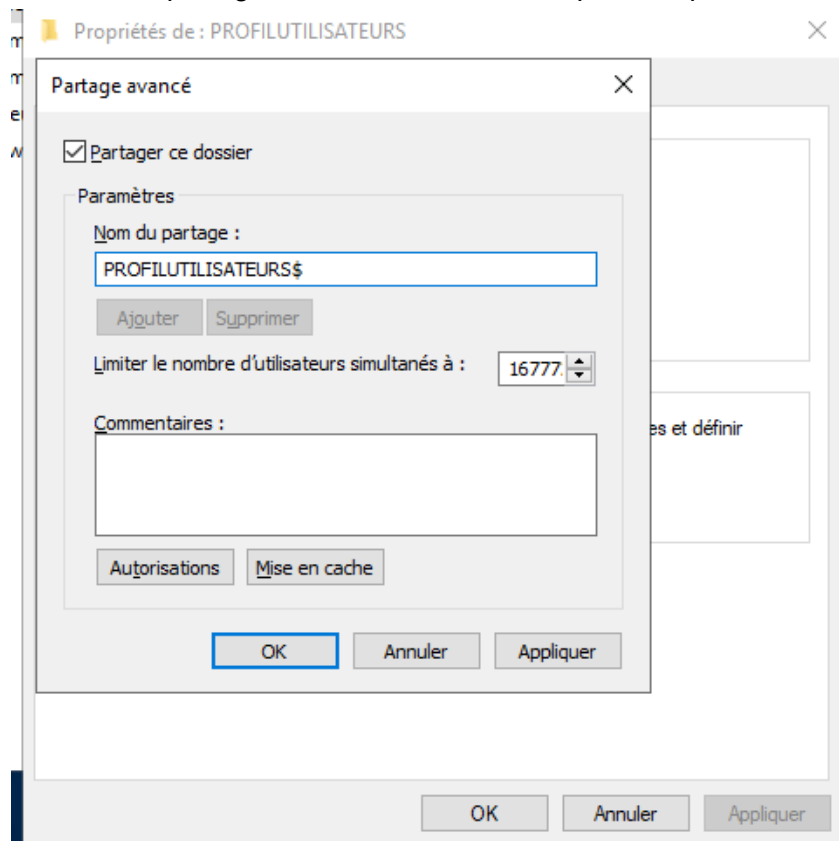 Propriétés de : PROFILUTILISATEURS
Partage avancé
Partager ce dossier
Paramètres
Nom du partage :
PROFILUTILISATEURS$
Ajouter Supprimer
Limiter le nombre d'utilisateurs simultanés à : 16777
Commentaires :
es et définir
Autorisations Mise en cache
OK Annuler Appliquer
OK Annuler Appliquer